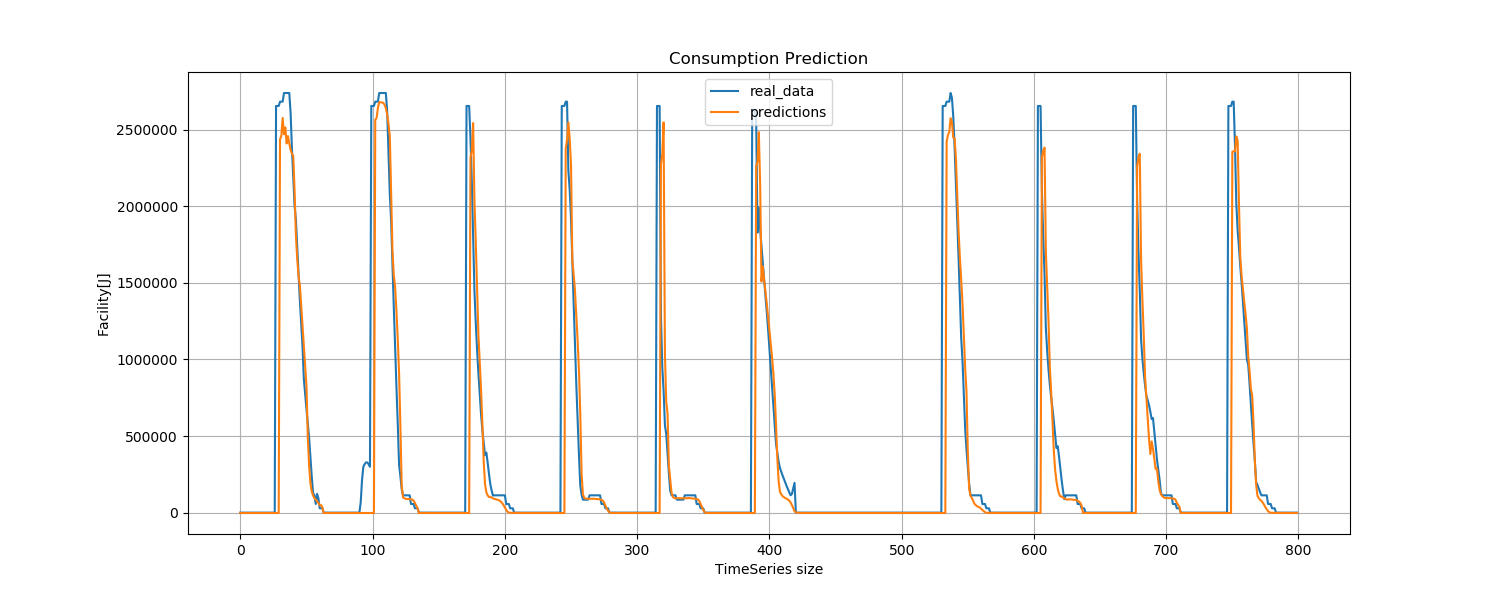 Consumption Prediction
real_data
predictions
Facility[J]
2500000
2000000
1500000
1000000
500000
0
0 100 200 300 400 500 600 700 800
TimeSeries size